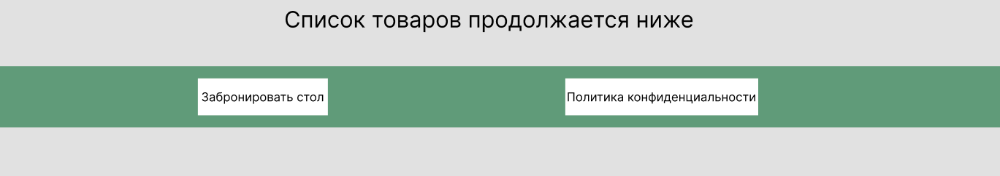 Список товаров продолжается ниже
Забронировать стол
Политика конфиденциальности